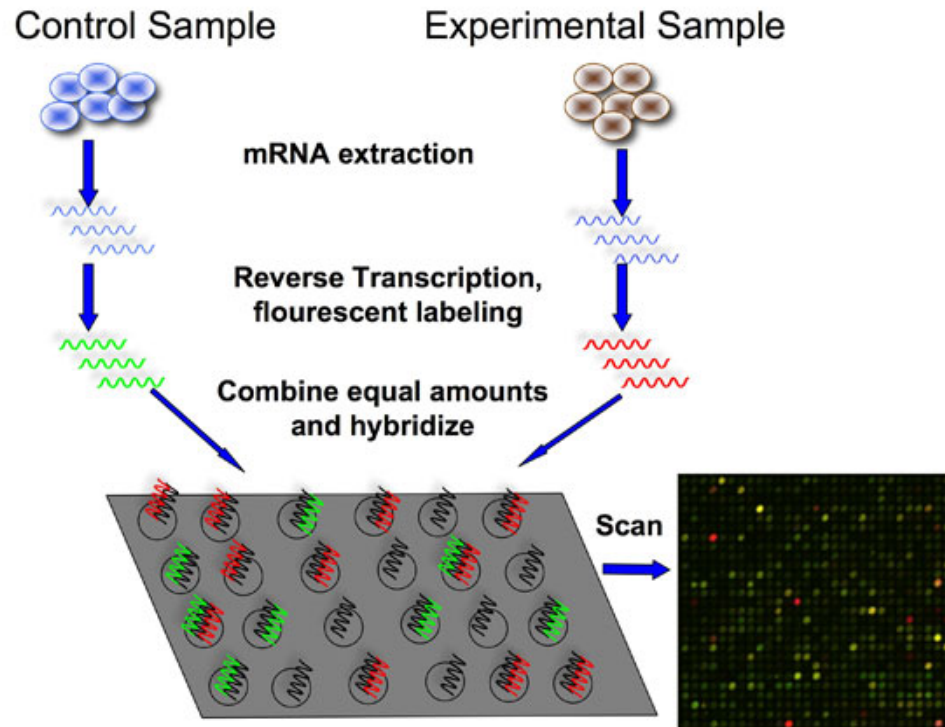 Control Sample
Experimental Sample
mRNA extraction
Reverse Transcription,
flourescent labeling
Combine equal amounts
and hybridize
Scan